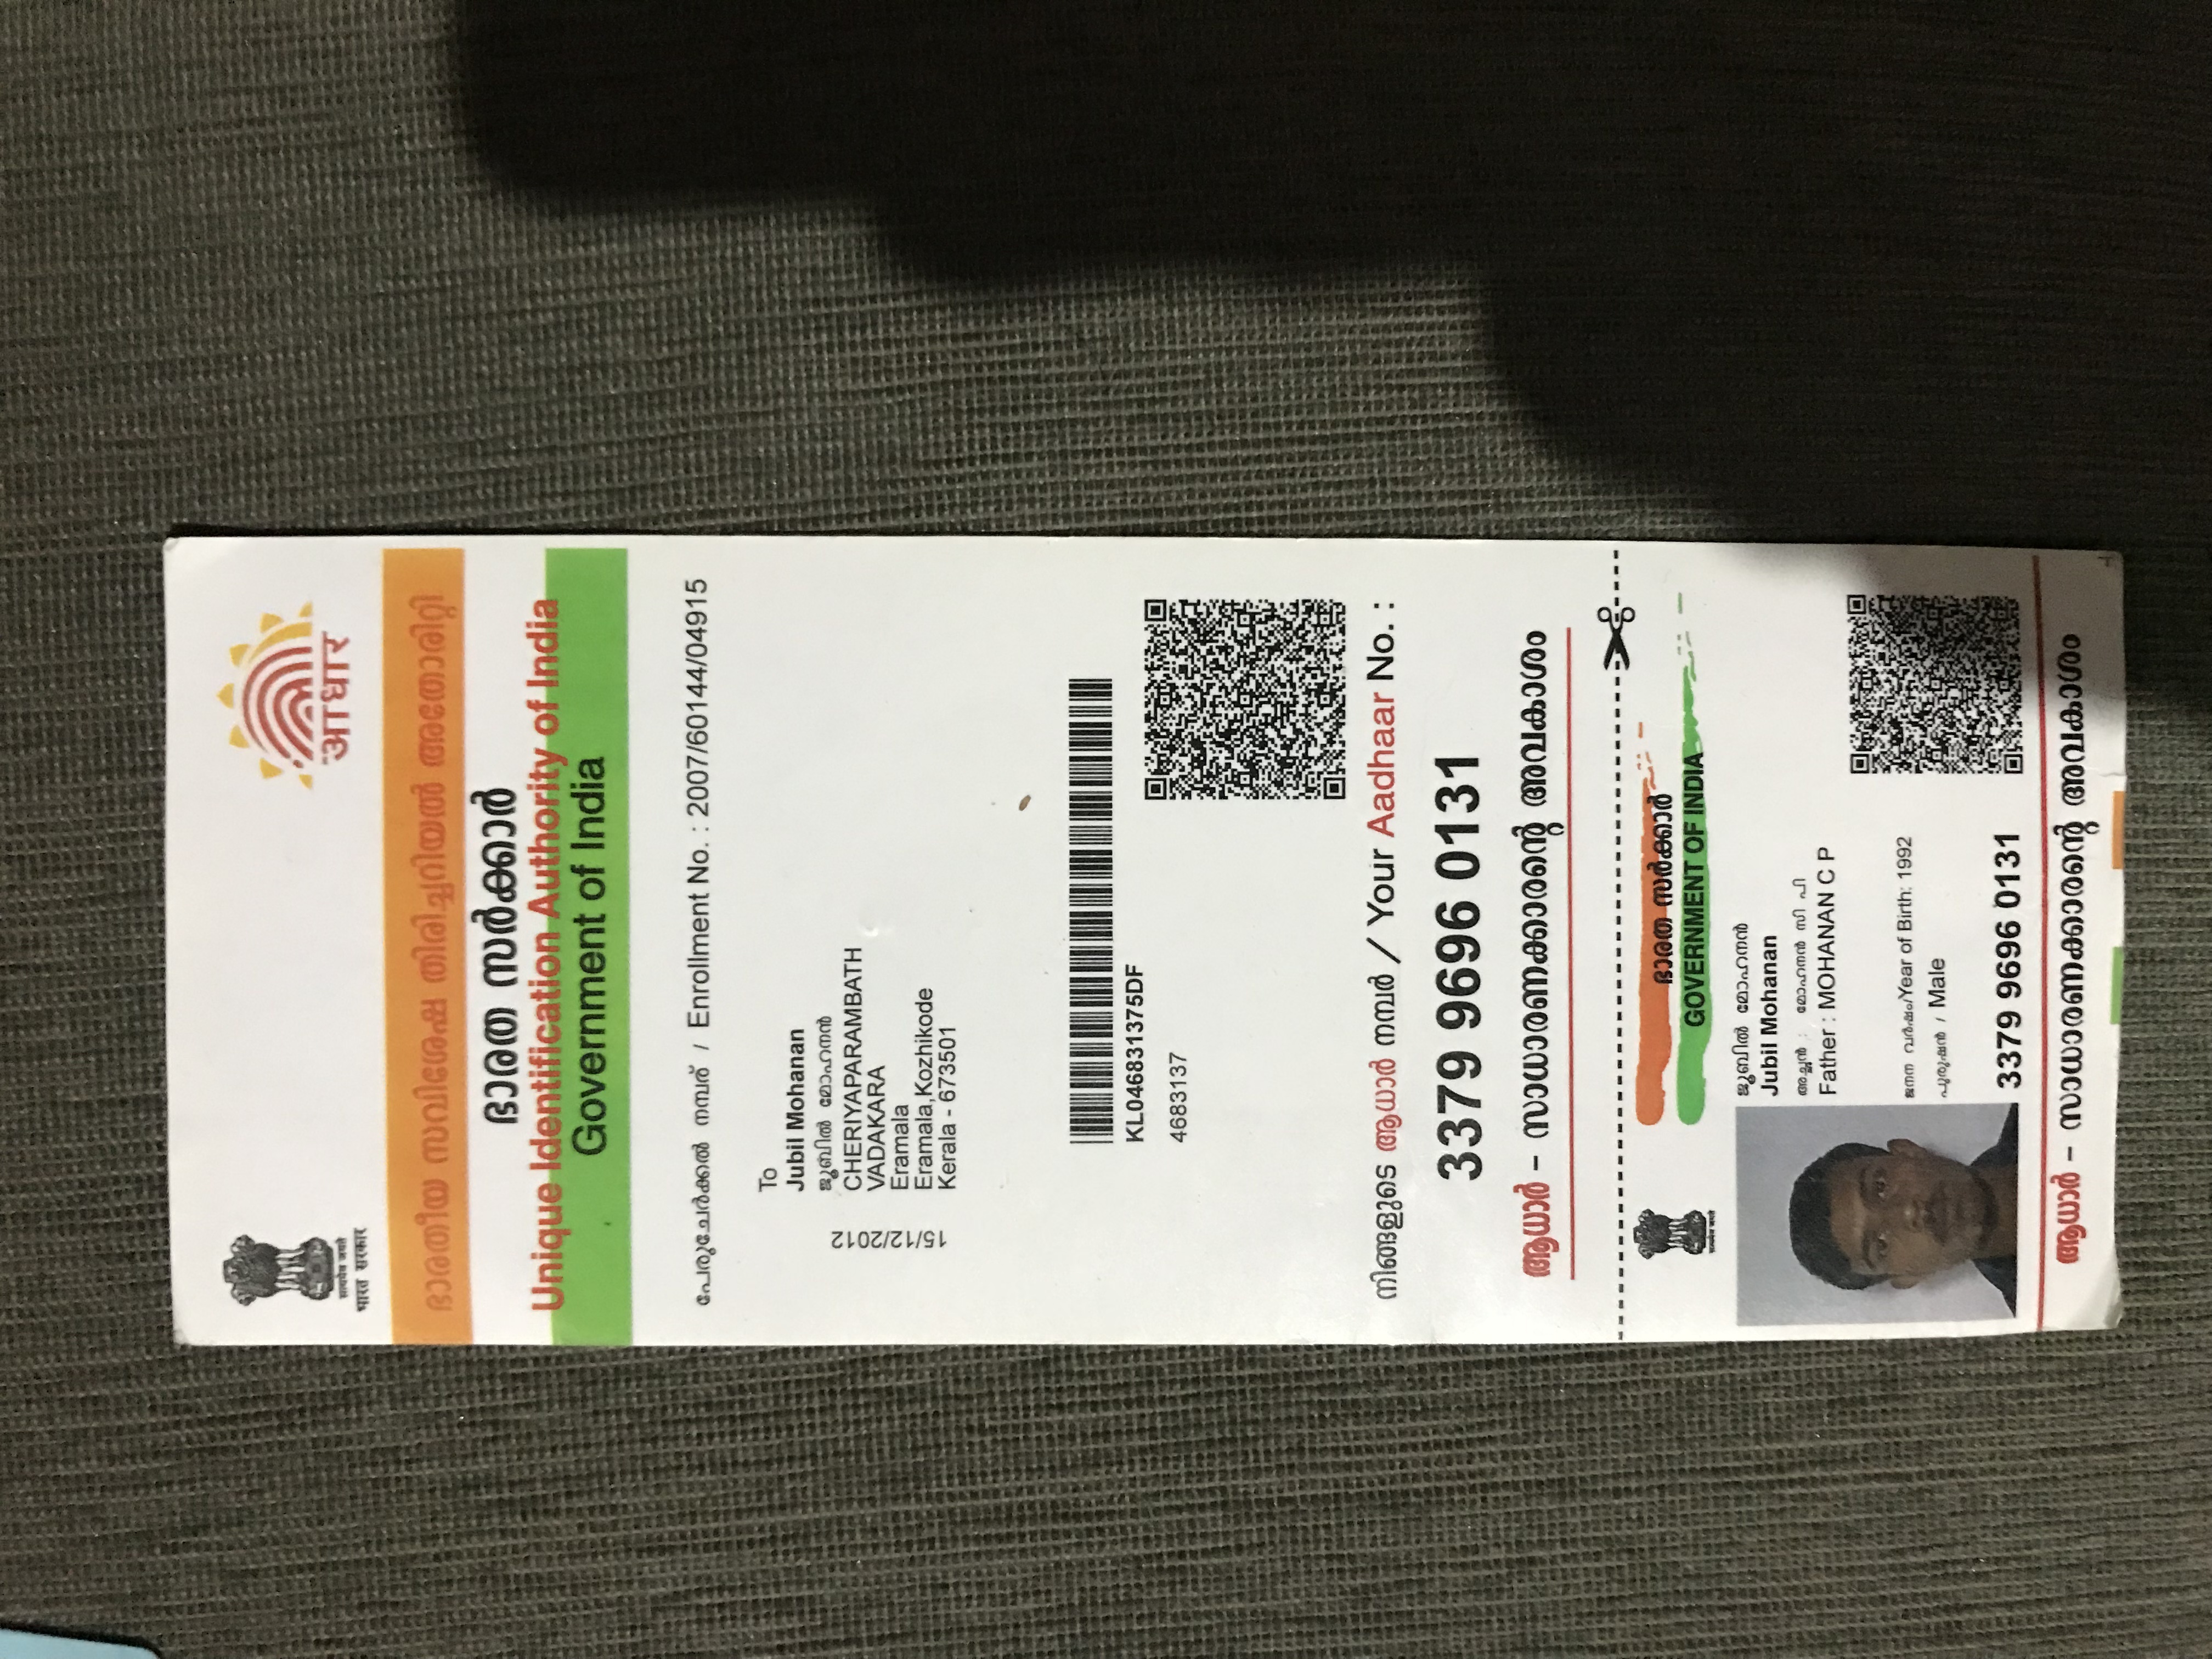 सत्यमेव जयते
भारत सरकार
आधार
ഭാരതീയ സവിശേഷ തിരിച്ചറിയൽ അതോരിറ്റി
ഭാരത സർക്കാർ
Unique Identification Authority of India
Government of India
പേരുചേർക്കൽ നമ്പര് / Enrollment No. : 2007/60144/04915
15/12/2012
To
Jubil Mohanan
ജൂബിൽ മോഹനൻ
CHERIYAPARAMBATH
VADAKARA
Eramala
Eramala,Kozhikode
Kerala - 673501
KL046831375DF
4683137
നിങ്ങളുടെ ആധാർ നമ്പർ / Your Aadhaar No. :
3379 9696 0131
ആധാർ – സാധാരണക്കാരന്റെ അവകാശം
ഭാരത സർക്കാർ
GOVERNMENT OF INDIA
सत्यमेव जयते
ജൂബിൽ മോഹനൻ
Jubil Mohanan
അച്ഛൻ : മോഹനൻ സി പി
Father : MOHANAN C P
ജനന വർഷം/Year of Birth: 1992
പുരുഷൻ / Male
3379 9696 0131
ആധാർ – സാധാരണക്കാരന്റെ അവകാശം